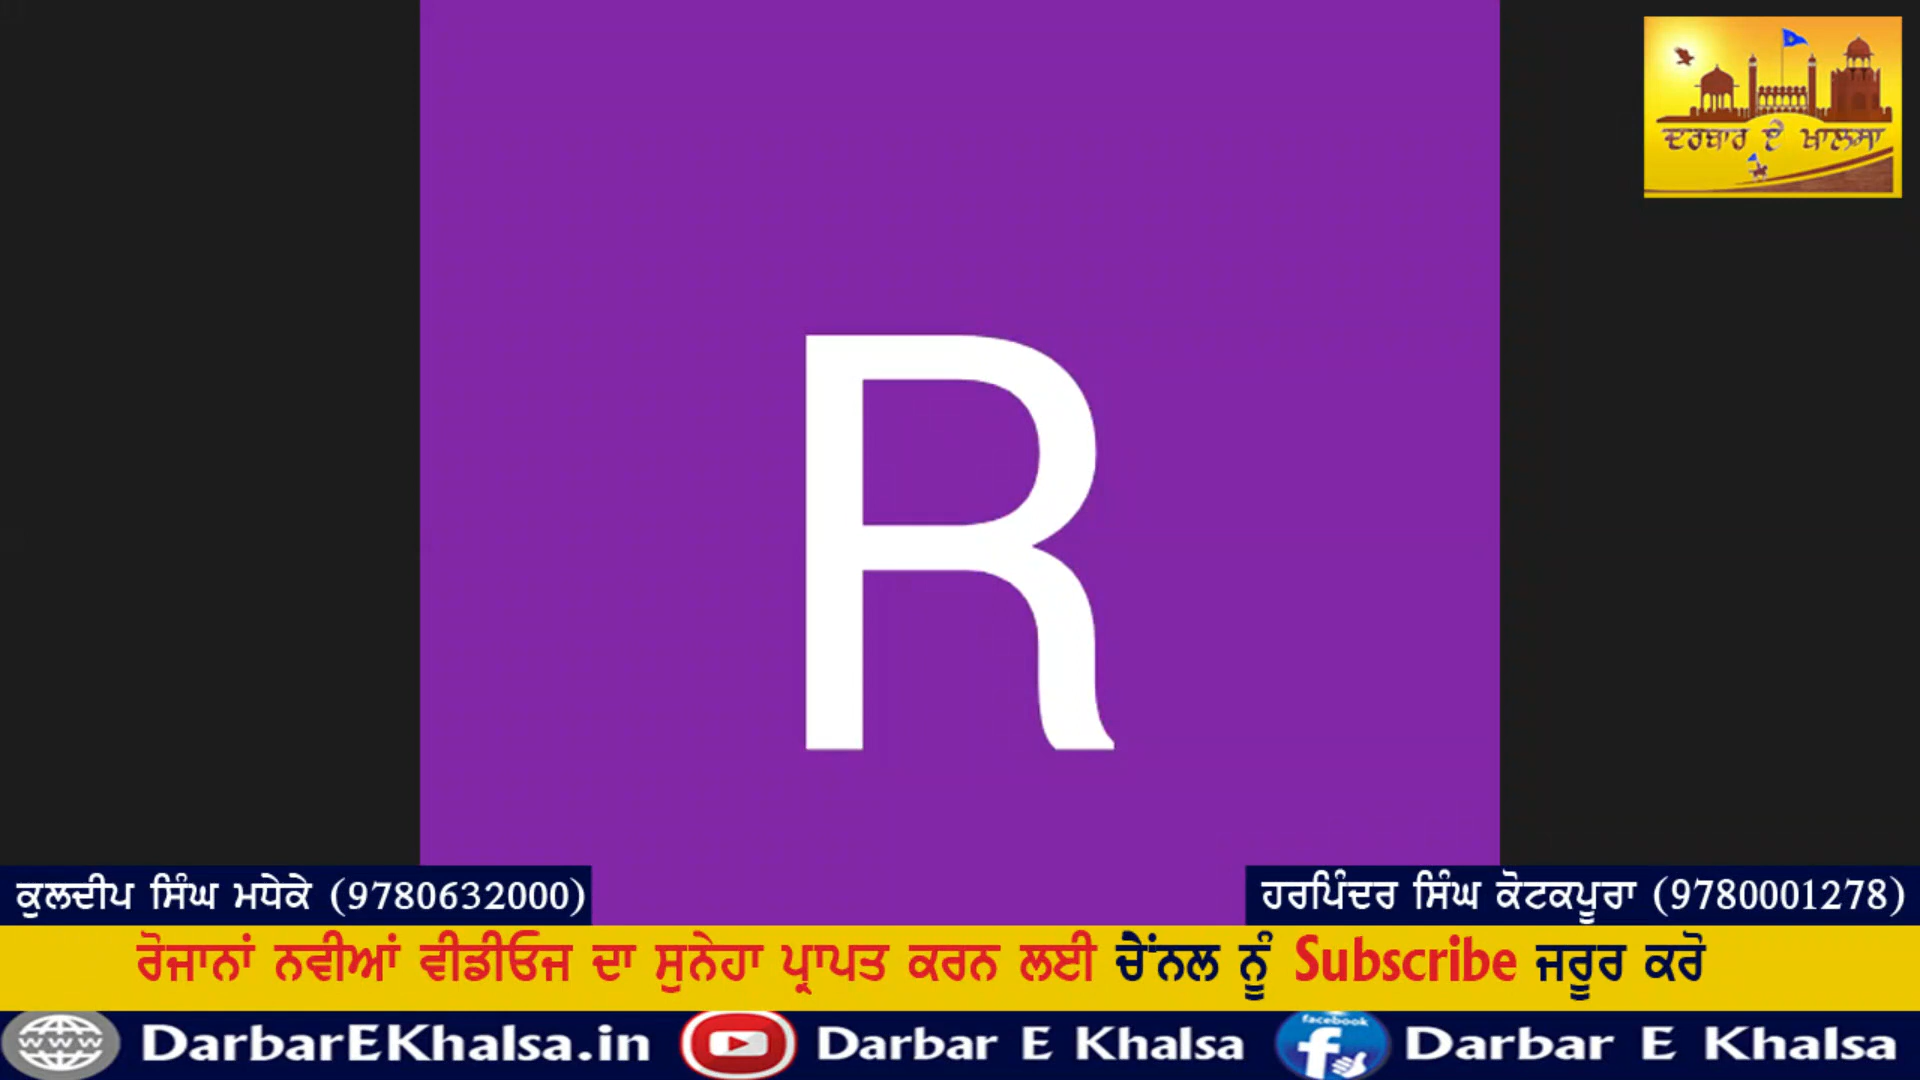 ਦਰਬਾਰ ਏ ਖਾਲਸਾ
R
ਕੁਲਦੀਪ ਸਿੰਘ ਮਧੇਕੇ (9780632000)
ਹਰਪਿੰਦਰ ਸਿੰਘ ਕੋਟਕਪੂਰਾ (9780001278)
ਰੋਜਾਨਾਂ ਨਵੀਆਂ ਵੀਡੀਓਜ ਦਾ ਸੁਨੇਹਾ ਪ੍ਰਾਪਤ ਕਰਨ ਲਈ ਚੈਂਨਲ ਨੂੰ Subscribe ਜਰੂਰ ਕਰੋ
www DarbarEKhalsa.in Darbar E Khalsa facebook f Darbar E Khalsa